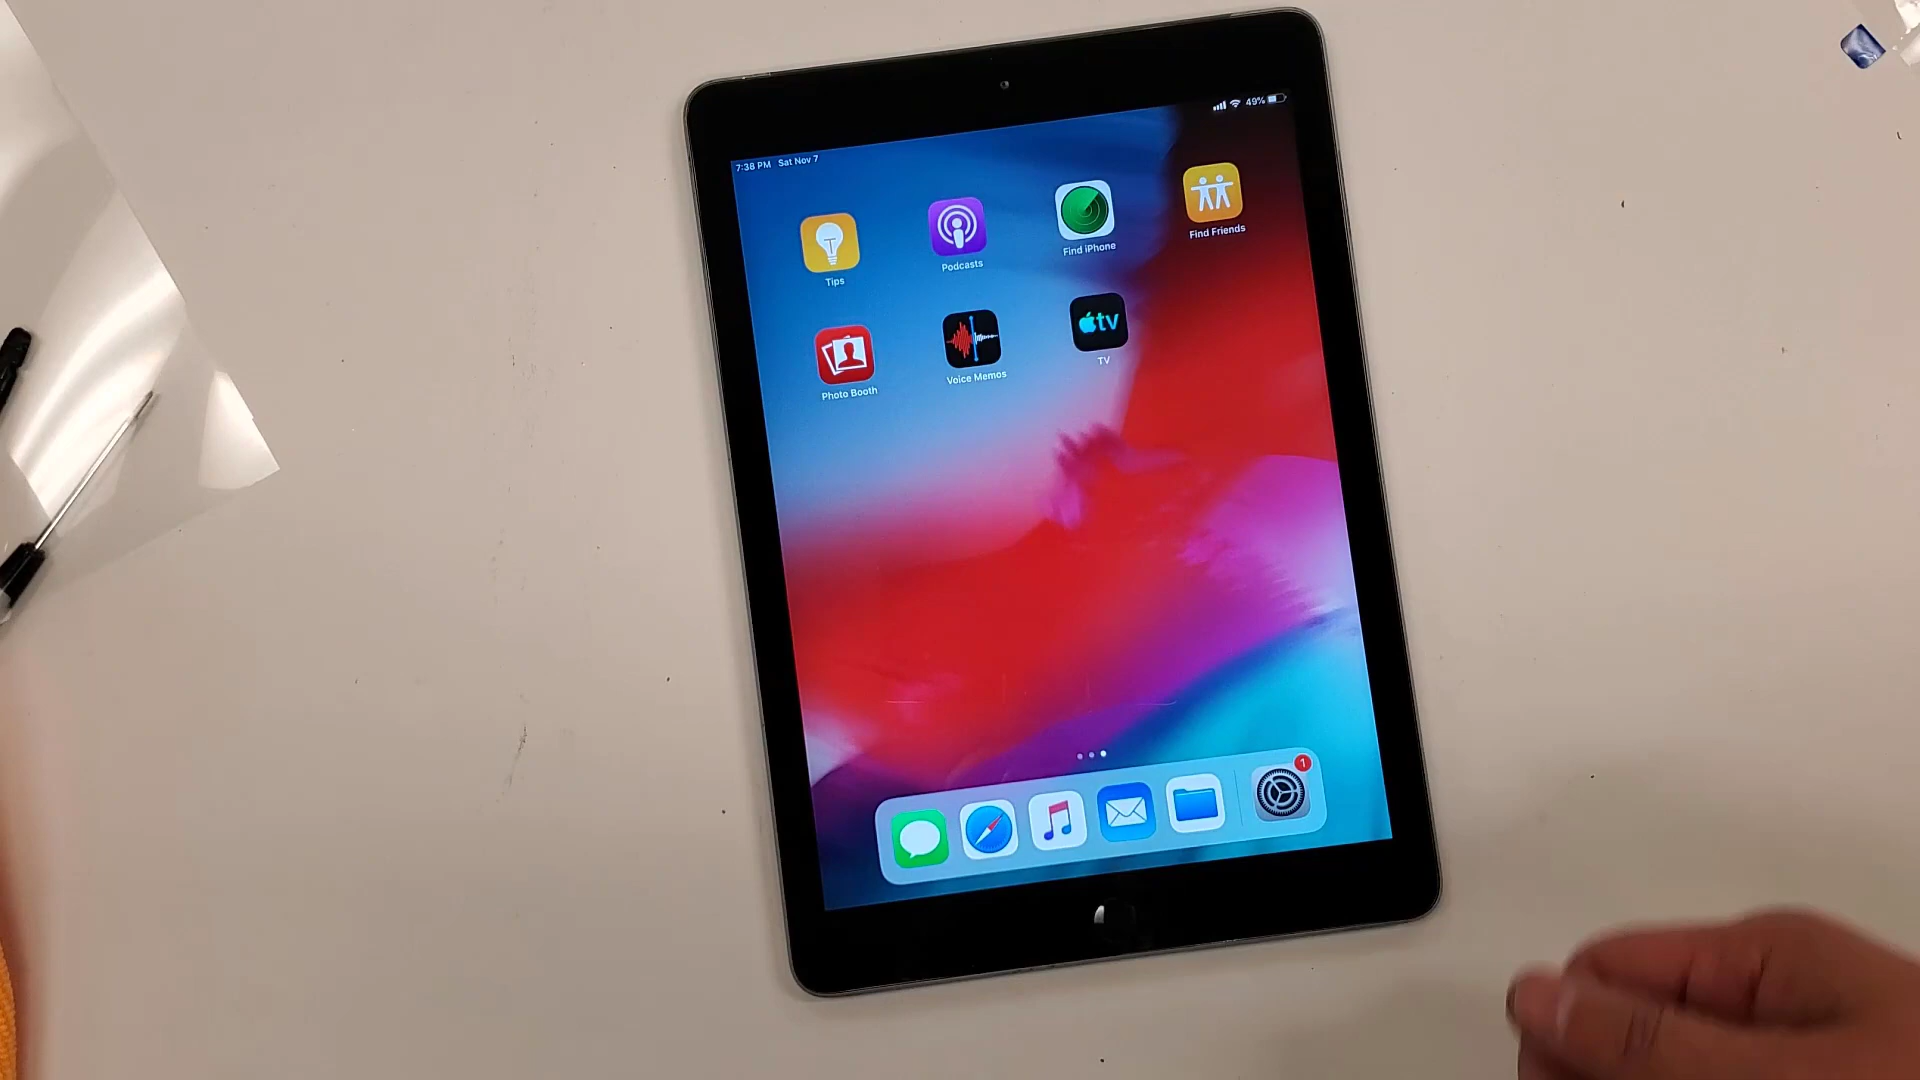 7:38 PM Sat Nov 7
49%
Tips
Podcasts
Find iPhone
Find Friends
Photo Booth
Voice Memos
tv
TV
1